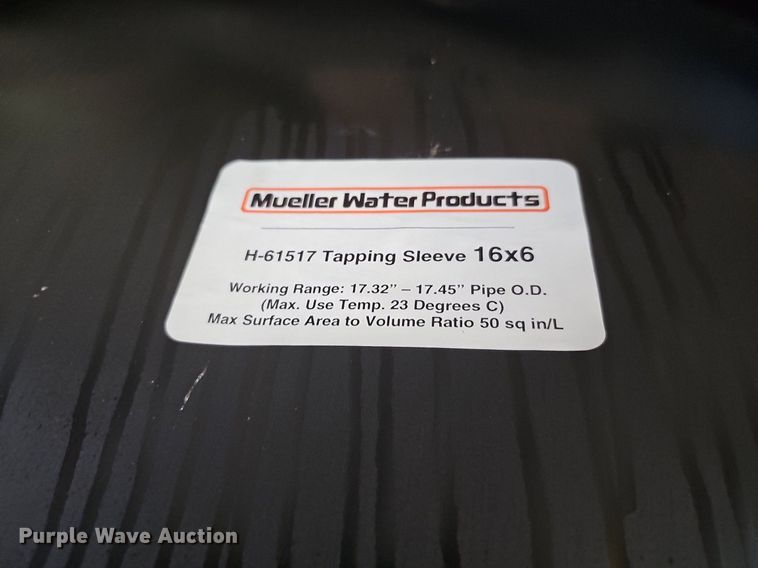 Mueller Water Products
H-61517 Tapping Sleeve 16x6
Working Range: 17.32” – 17.45” Pipe O.D.
(Max. Use Temp. 23 Degrees C)
Max Surface Area to Volume Ratio 50 sq in/L
Purple Wave Auction